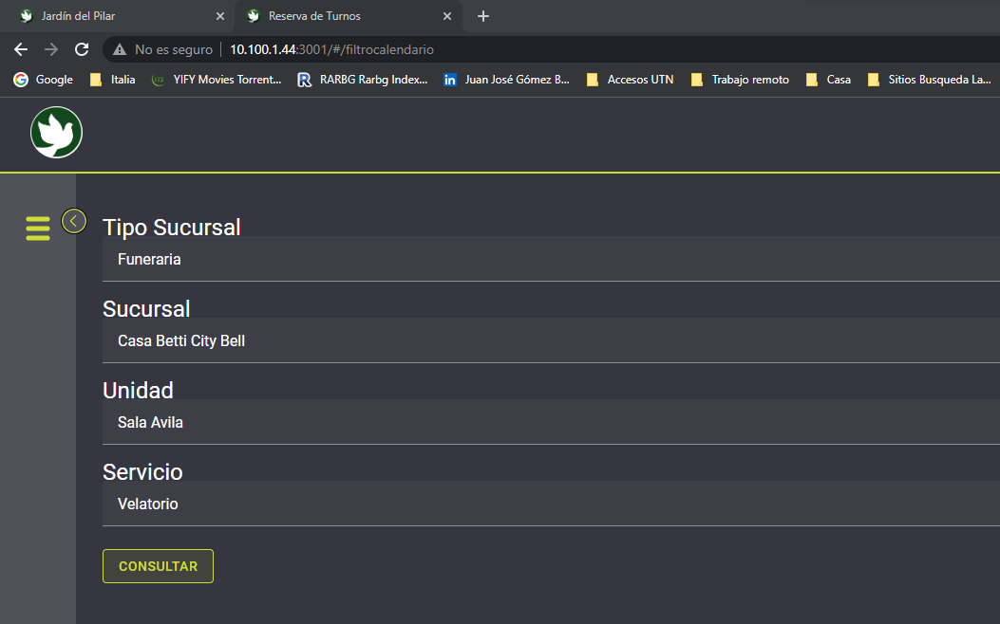 Jardín del Pilar
Reserva de Turnos
No es seguro 10.100.1.44:3001/#/filtrocalendario
Google Italia YIFY Movies Torrent... RARBG Rarbg Index... Juan José Gómez B... Accesos UTN Trabajo remoto Casa Sitios Busqueda La...
Tipo Sucursal
Funeraria
Sucursal
Casa Betti City Bell
Unidad
Sala Avila
Servicio
Velatorio
CONSULTAR